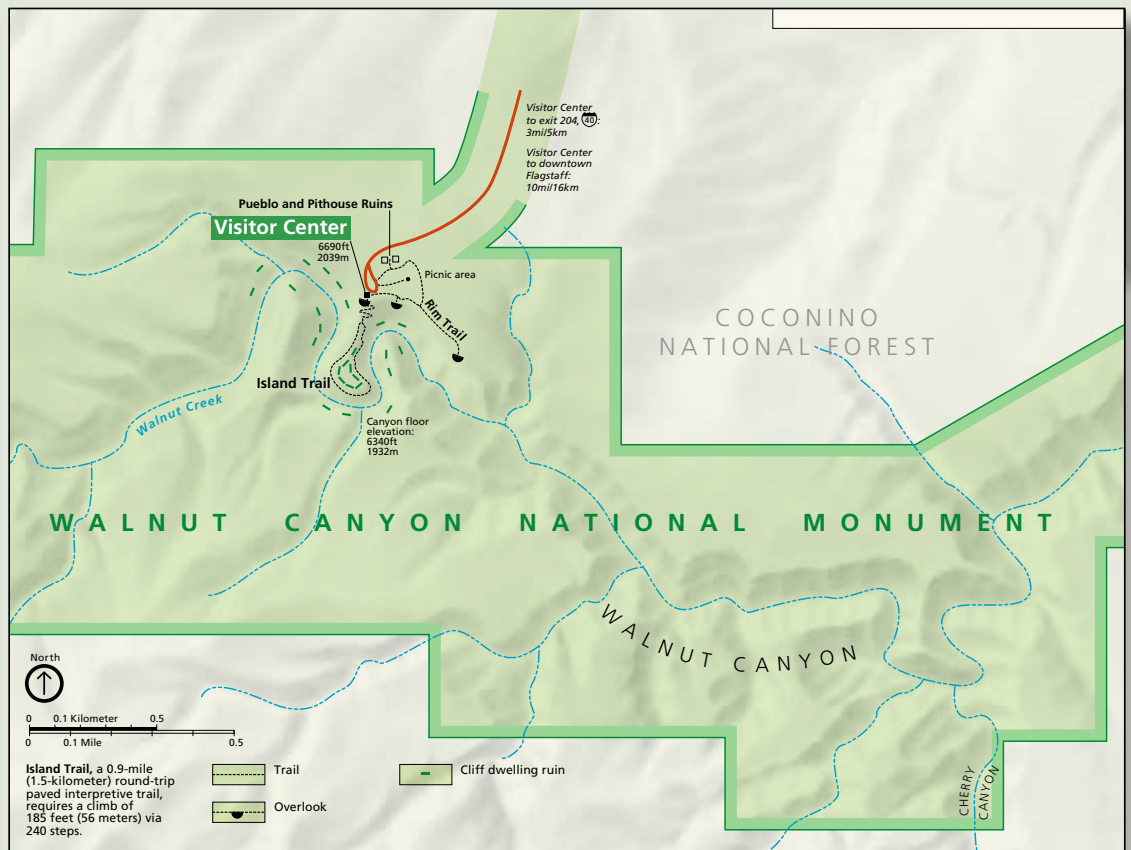 Visitor Center
to exit 204, 40:
3mi/5km
Visitor Center
to downtown
Flagstaff:
10mi/16km
Pueblo and Pithouse Ruins
Visitor Center
6690ft
2039m
Picnic area
Rim Trail
COCONINO
NATIONAL FOREST
Island Trail
Walnut Creek
Canyon floor
elevation:
6340ft
1932m
WALNUT CANYON NATIONAL MONUMENT
WALNUT CANYON
CHERRY
CANYON
North
0 0.1 Kilometer 0.5
0 0.1 Mile 0.5
Island Trail, a 0.9-mile
(1.5-kilometer) round-trip
paved interpretive trail,
requires a climb of
185 feet (56 meters) via
240 steps.
Trail
Overlook
Cliff dwelling ruin